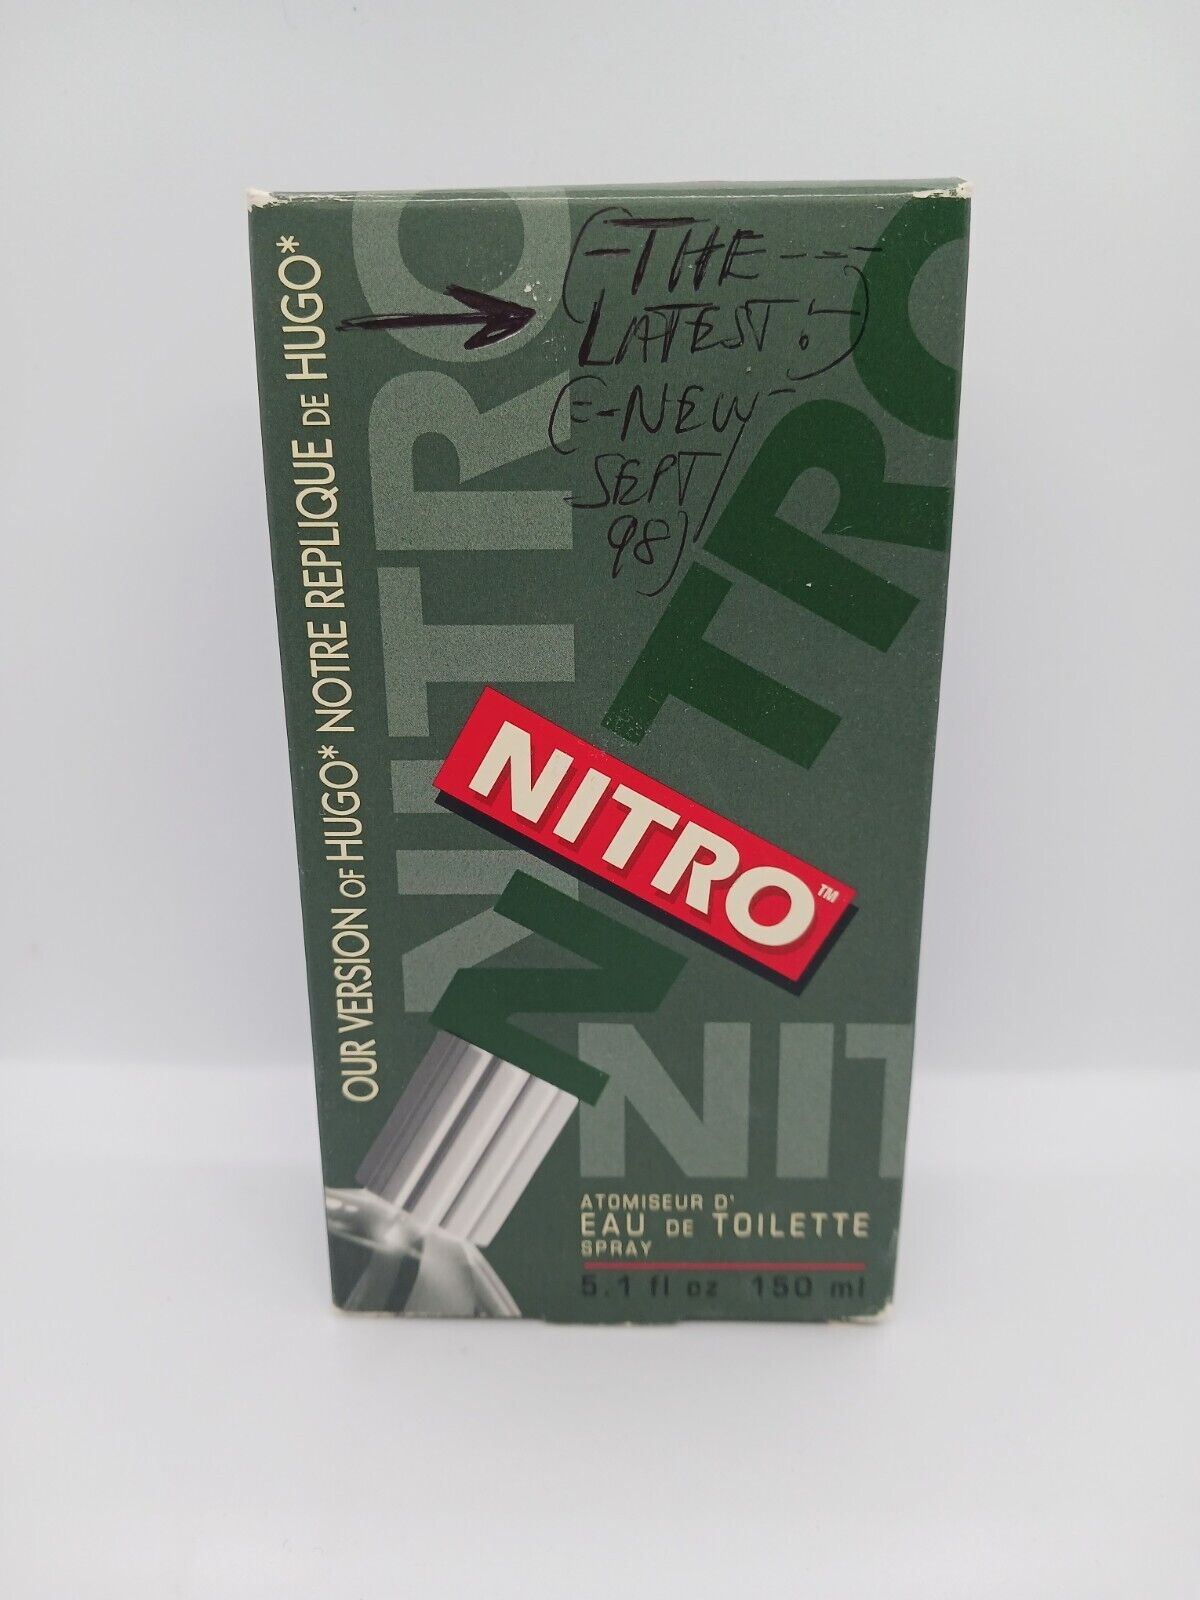 (-THE---
LATEST!-)
(-NEW-
SEPT
98)
OUR VERSION OF HUGO* NOTRE REPLIQUE DE HUGO*
NITRO
NITRO
NITRO™
NIT
ATOMISEUR D'
EAU DE TOILETTE
SPRAY
5.1 fl oz 150 ml